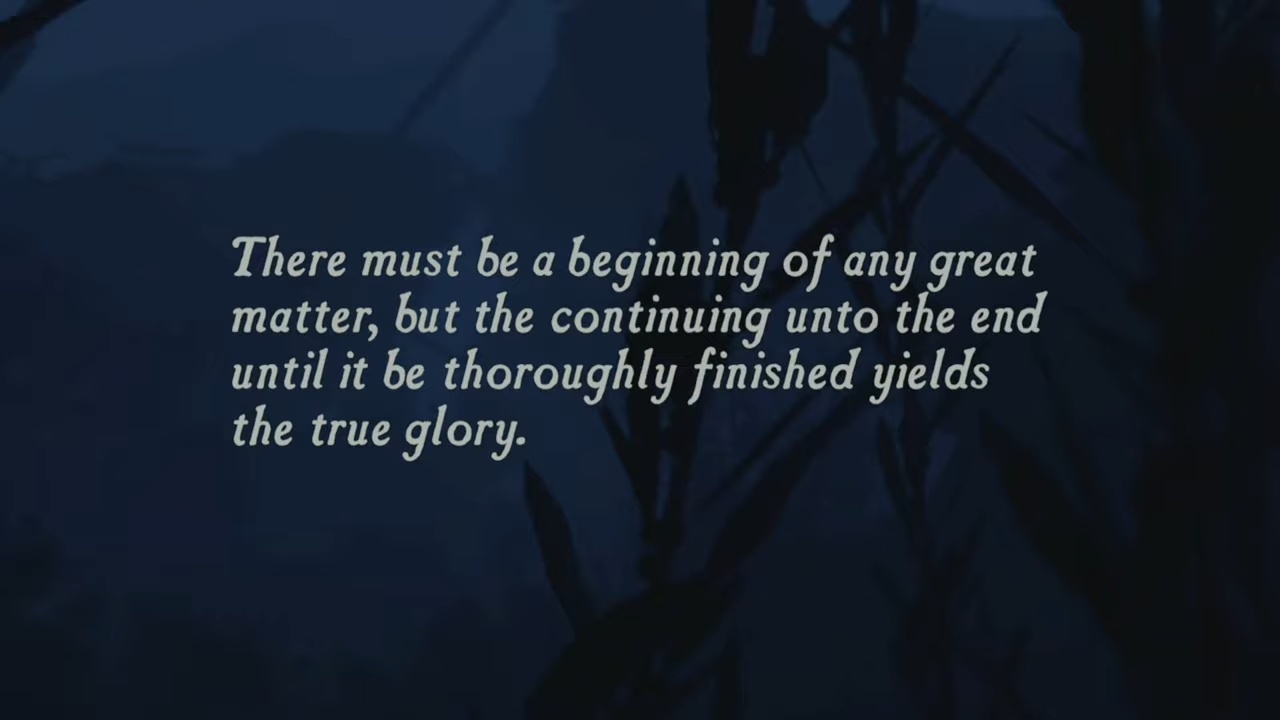 There must be a beginning of any great
matter, but the continuing unto the end
until it be thoroughly finished yields
the true glory.